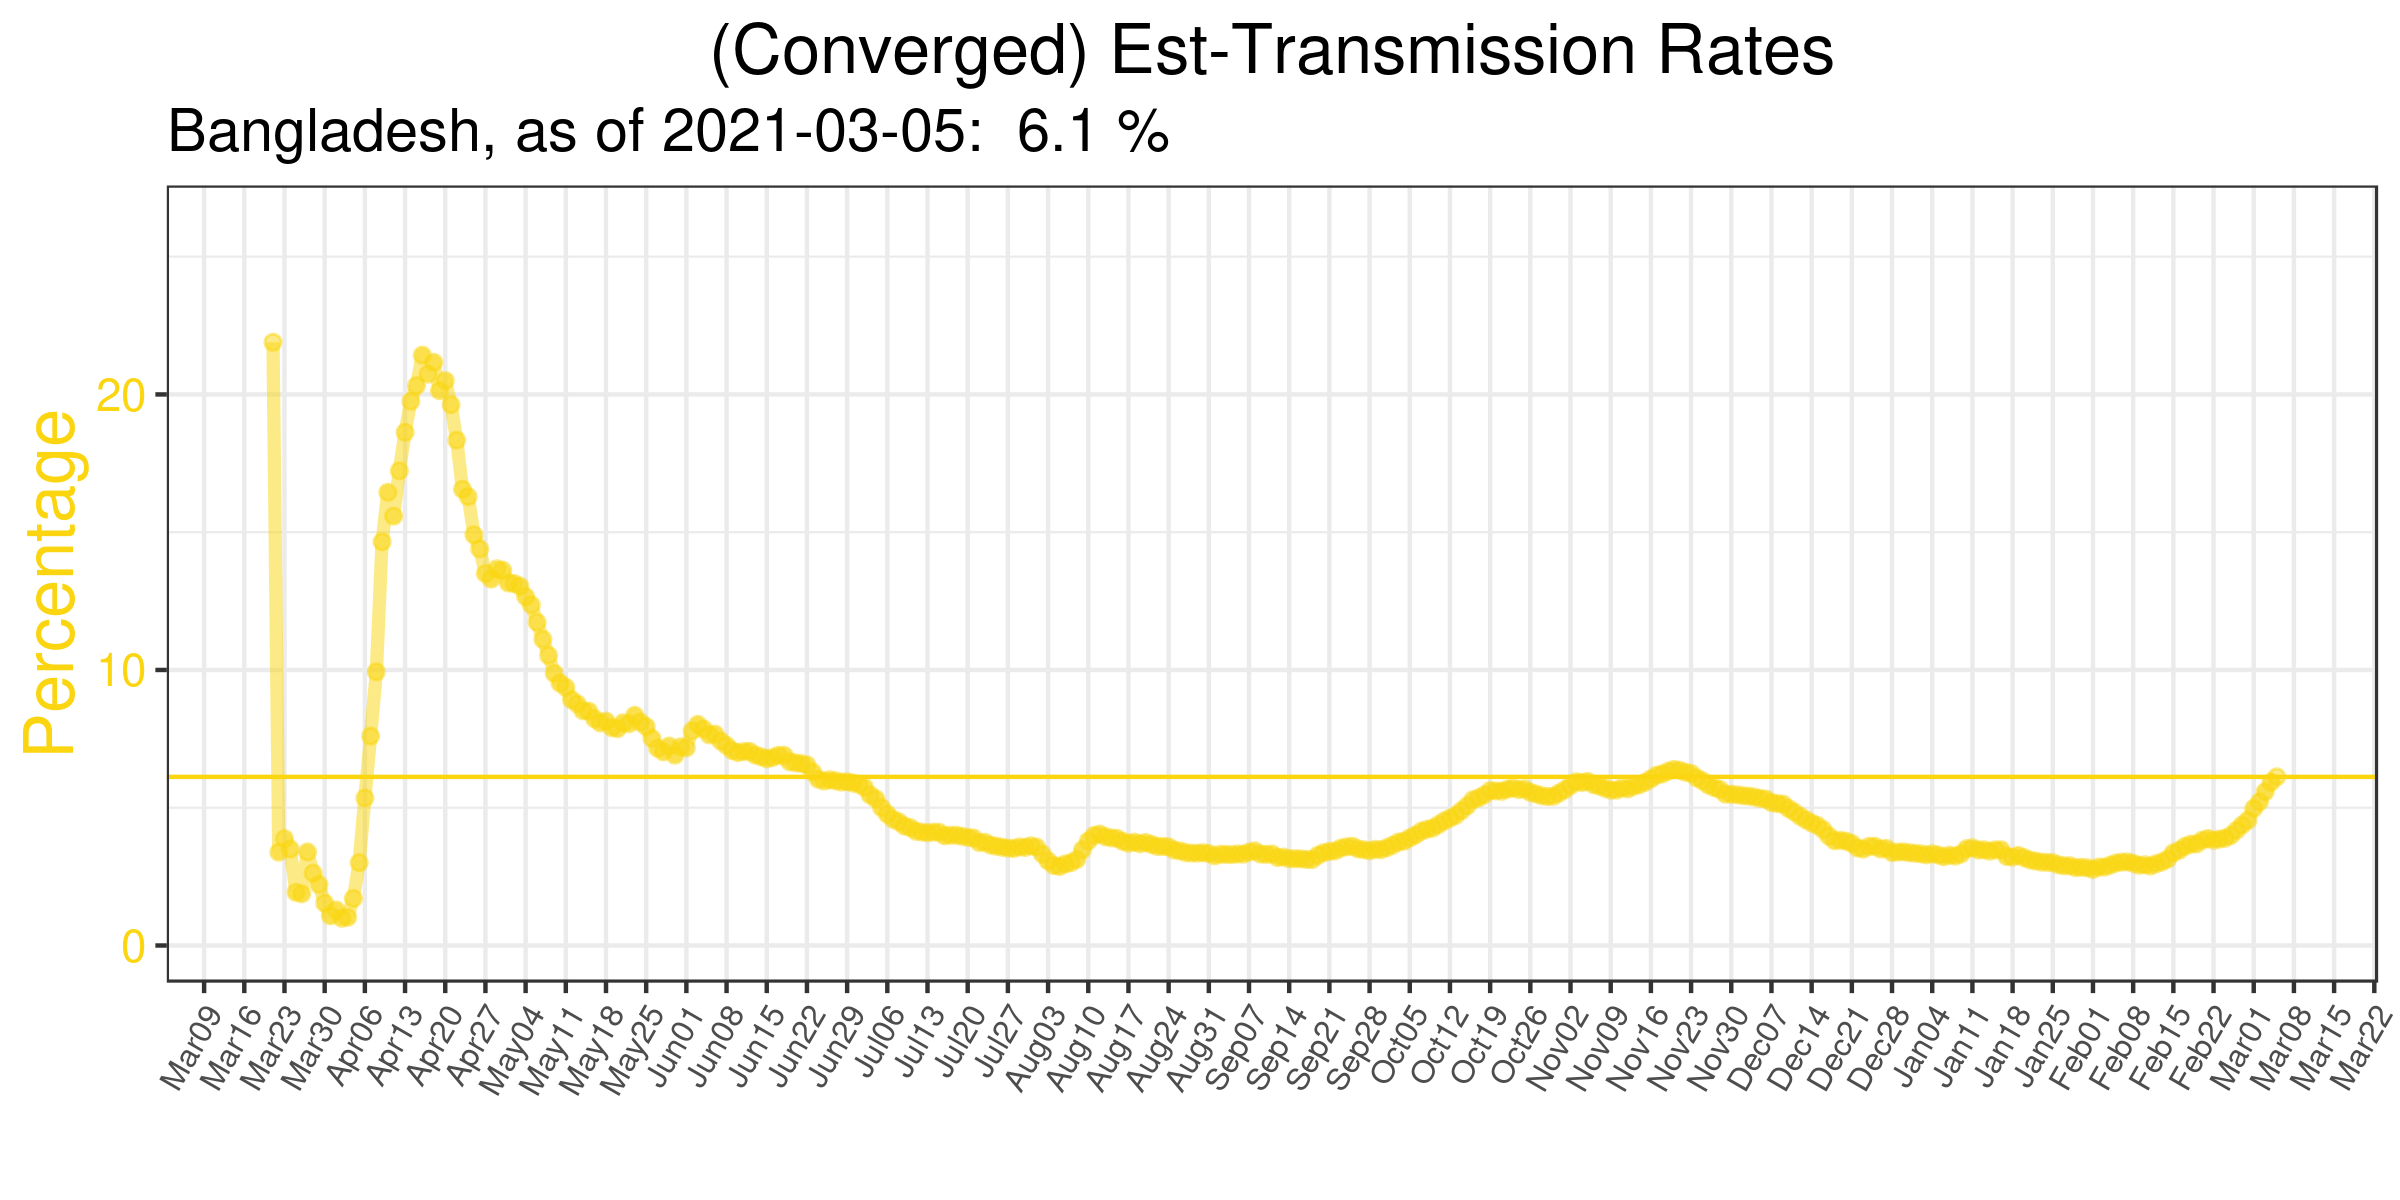 (Converged) Est-Transmission Rates
Bangladesh, as of 2021-03-05:  6.1 %
Percentage
20
10
0
Mar09
Mar16
Mar23
Mar30
Apr06
Apr13
Apr20
Apr27
May04
May11
May18
May25
Jun01
Jun08
Jun15
Jun22
Jun29
Jul06
Jul13
Jul20
Jul27
Aug03
Aug10
Aug17
Aug24
Aug31
Sep07
Sep14
Sep21
Sep28
Oct05
Oct12
Oct19
Oct26
Nov02
Nov09
Nov16
Nov23
Nov30
Dec07
Dec14
Dec21
Dec28
Jan04
Jan11
Jan18
Jan25
Feb01
Feb08
Feb15
Feb22
Mar01
Mar08
Mar15
Mar22